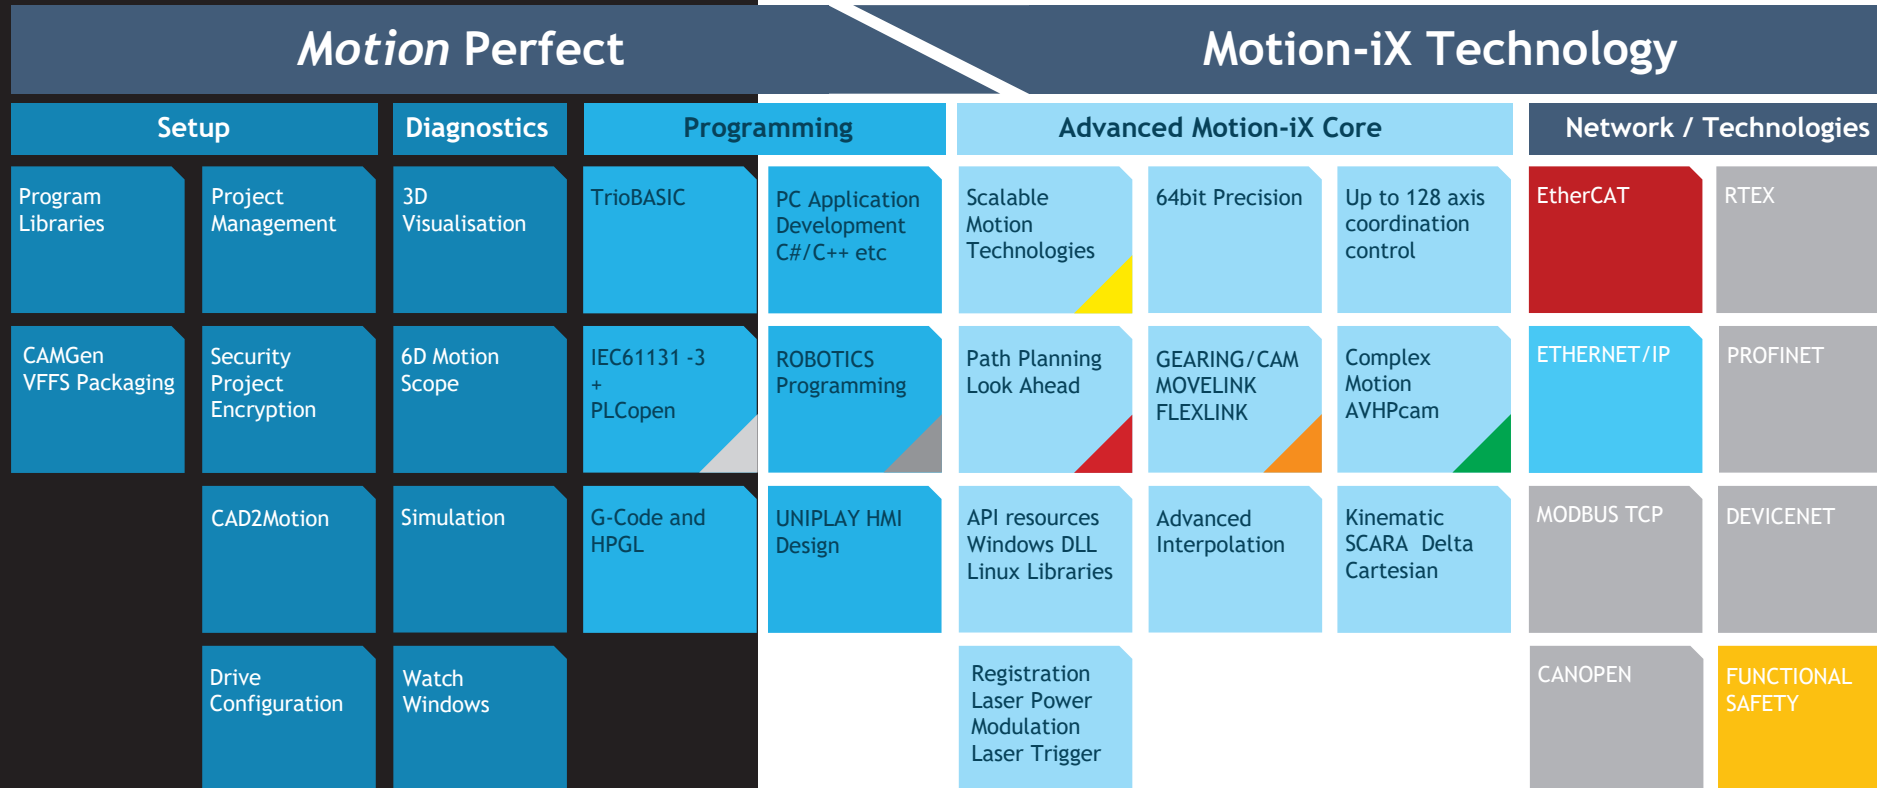 Motion Perfect
Motion-iX Technology
Setup
Diagnostics
Programming
Advanced Motion-iX Core
Network / Technologies
Program
Libraries
Project
Management
3D
Visualisation
TrioBASIC
PC Application
Development
C#/C++ etc
Scalable
Motion
Technologies
64bit Precision
Up to 128 axis
coordination
control
EtherCAT
RTEX
CAMGen
VFFS Packaging
Security
Project
Encryption
6D Motion
Scope
IEC61131 -3
+
PLCopen
ROBOTICS
Programming
Path Planning
Look Ahead
GEARING/CAM
MOVELINK
FLEXLINK
Complex
Motion
AVHPcam
ETHERNET/IP
PROFINET
CAD2Motion
Simulation
G-Code and
HPGL
UNIPLAY HMI
Design
API resources
Windows DLL
Linux Libraries
Advanced
Interpolation
Kinematic
SCARA Delta
Cartesian
MODBUS TCP
DEVICENET
Drive
Configuration
Watch
Windows
Registration
Laser Power
Modulation
Laser Trigger
CANOPEN
FUNCTIONAL
SAFETY